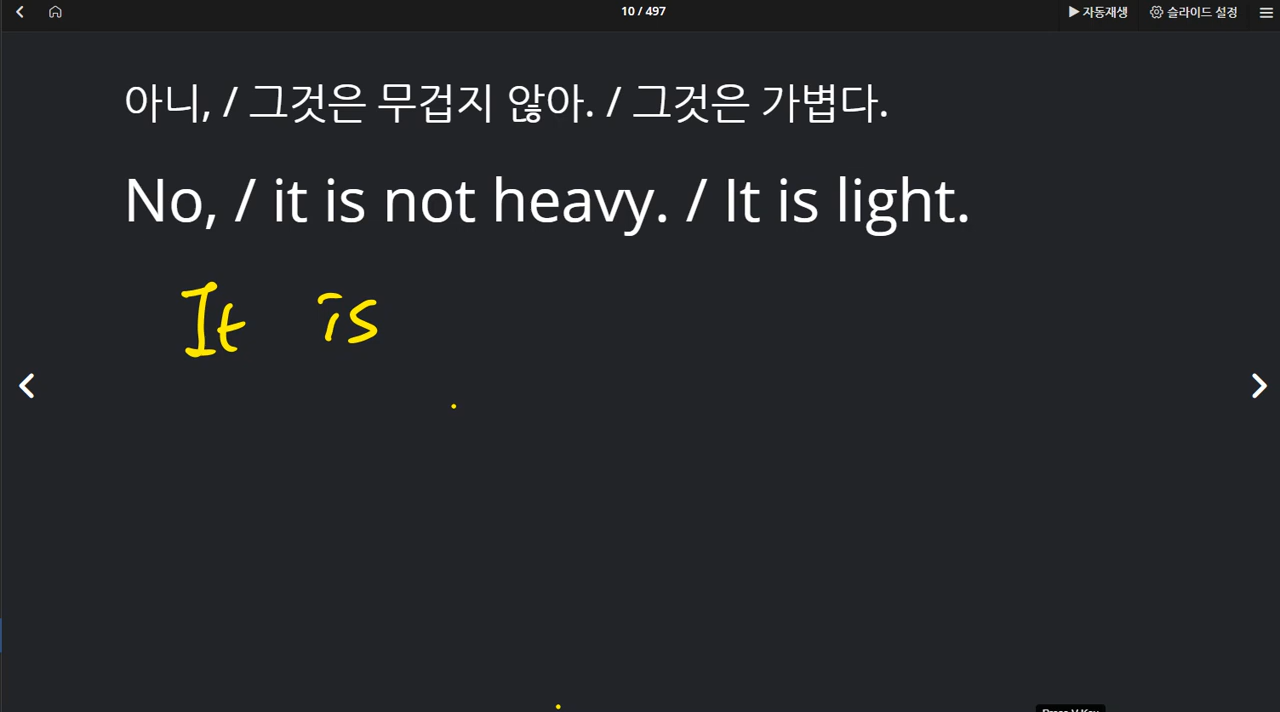 10 / 497
▶ 자동재생
슬라이드 설정
아니, / 그것은 무겁지 않아. / 그것은 가볍다.
No, / it is not heavy. / It is light.
It is